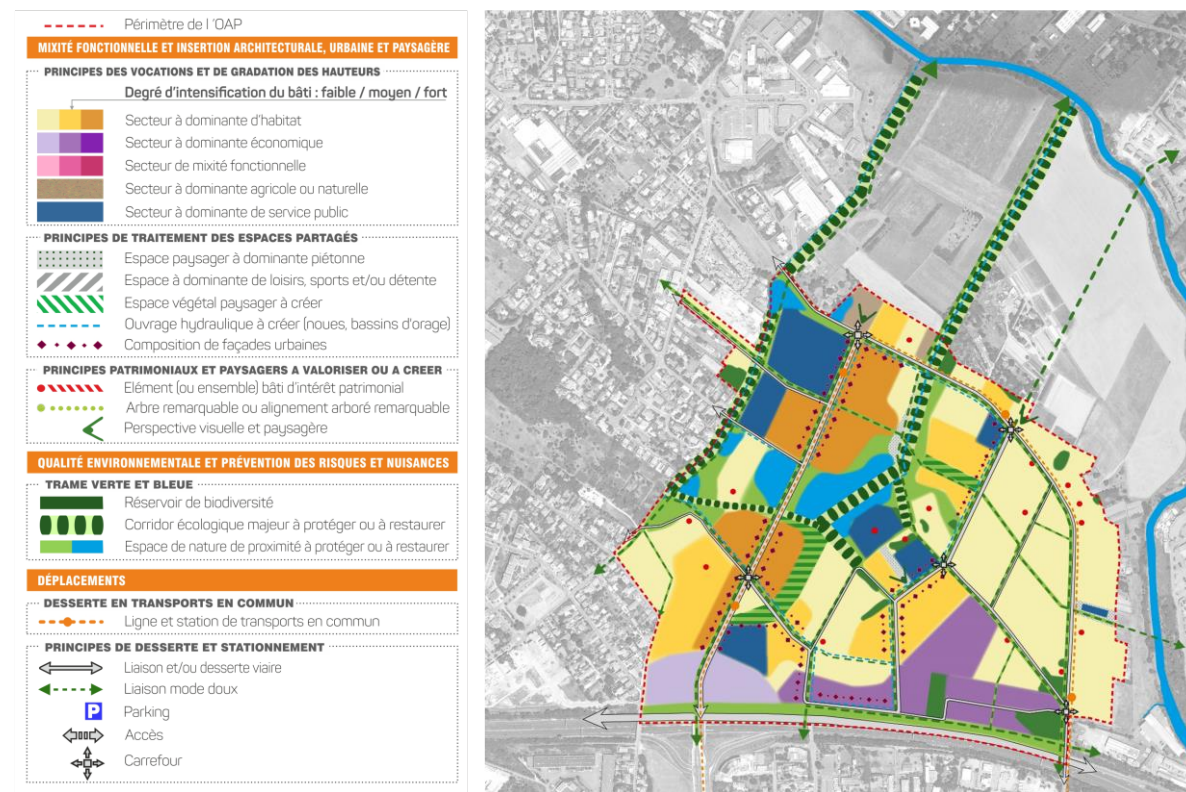 Périmètre de l 'OAP
MIXITÉ FONCTIONNELLE ET INSERTION ARCHITECTURALE, URBAINE ET PAYSAGÈRE
PRINCIPES DES VOCATIONS ET DE GRADATION DES HAUTEURS
Degré d'intensification du bâti : faible / moyen / fort
Secteur à dominante d'habitat
Secteur à dominante économique
Secteur de mixité fonctionnelle
Secteur à dominante agricole ou naturelle
Secteur à dominante de service public
PRINCIPES DE TRAITEMENT DES ESPACES PARTAGÉS
Espace paysager à dominante piétonne
Espace à dominante de loisirs, sports et/ou détente
Espace végétal paysager à créer
Ouvrage hydraulique à créer (noues, bassins d'orage)
Composition de façades urbaines
PRINCIPES PATRIMONIAUX ET PAYSAGERS A VALORISER OU A CREER
Elément (ou ensemble) bâti d'intérêt patrimonial
Arbre remarquable ou alignement arboré remarquable
Perspective visuelle et paysagère
QUALITÉ ENVIRONNEMENTALE ET PRÉVENTION DES RISQUES ET NUISANCES
TRAME VERTE ET BLEUE
Réservoir de biodiversité
Corridor écologique majeur à protéger ou à restaurer
Espace de nature de proximité à protéger ou à restaurer
DÉPLACEMENTS
DESSERTE EN TRANSPORTS EN COMMUN
Ligne et station de transports en commun
PRINCIPES DE DESSERTE ET STATIONNEMENT
Liaison et/ou desserte viaire
Liaison mode doux
P Parking
Accès
Carrefour